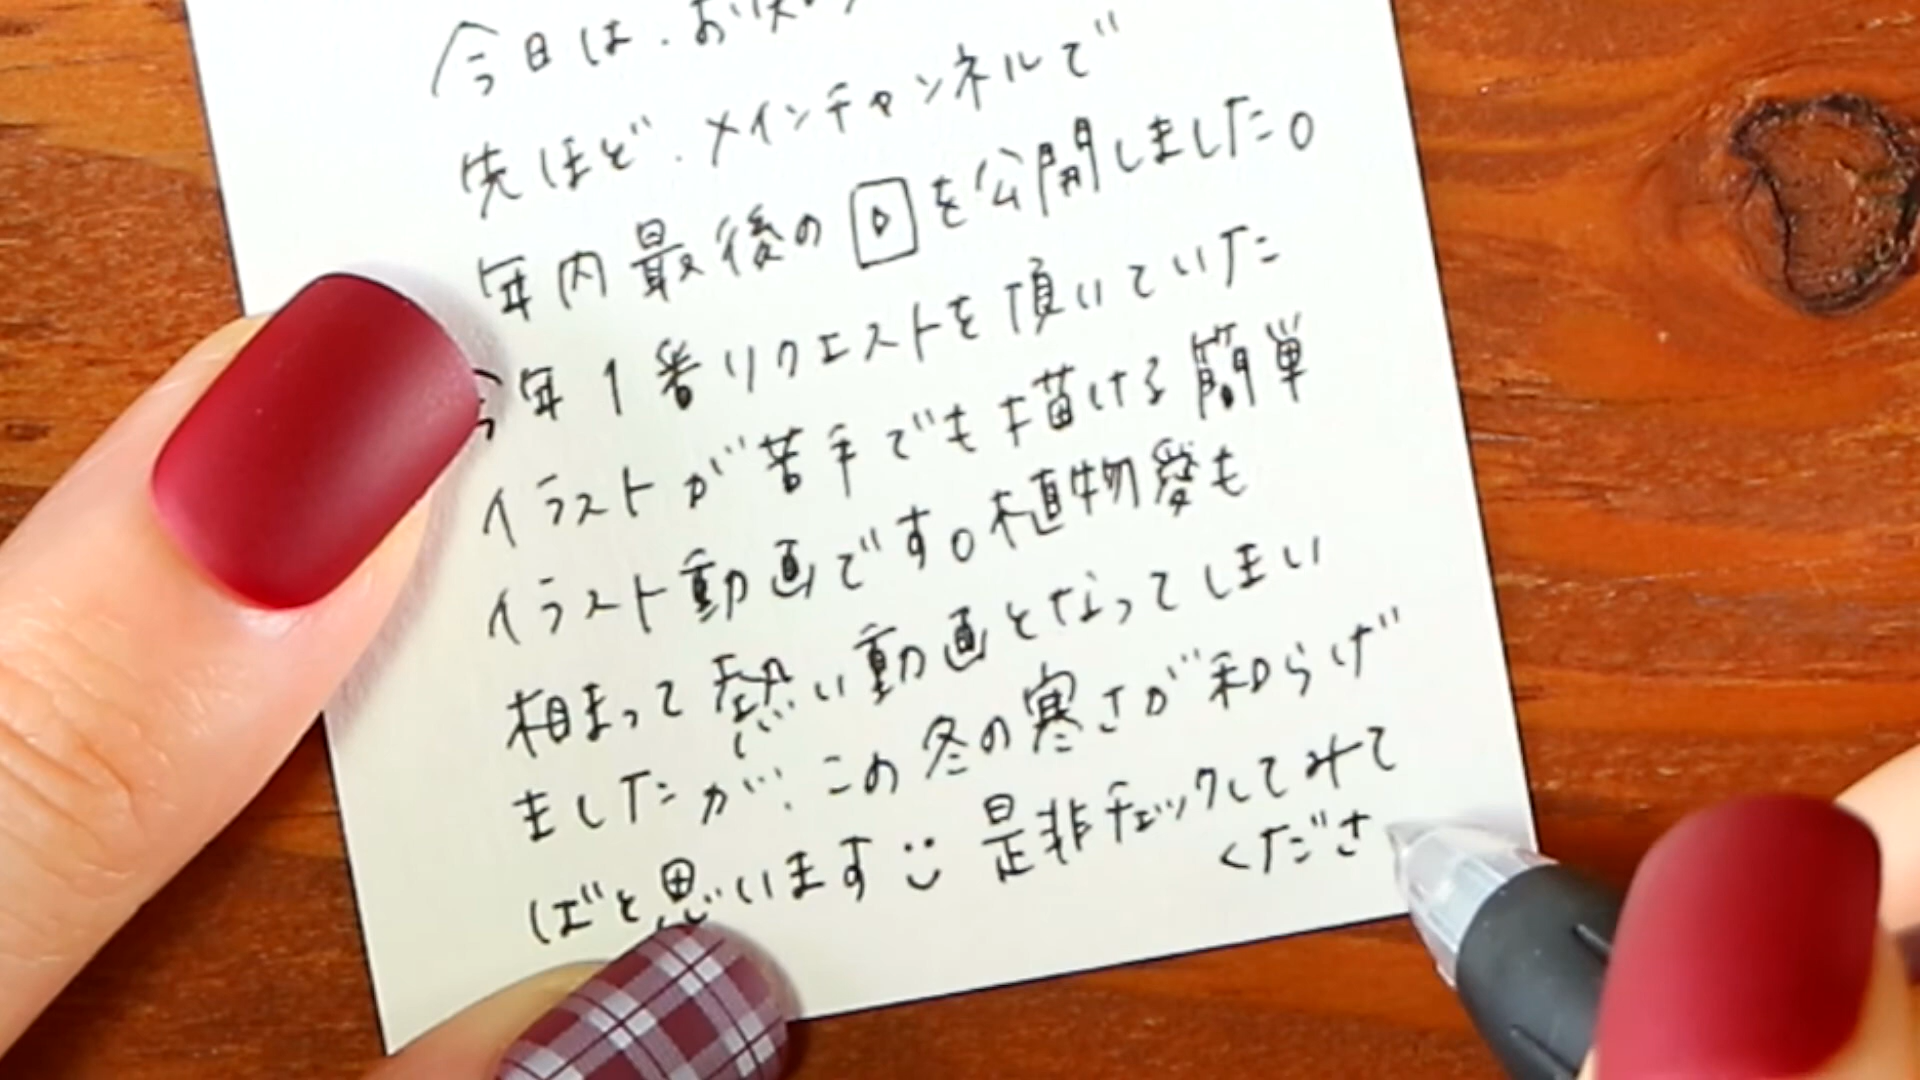 今日は、お
先ほど、メインチャンネルで
年内最後の▷を公開しました。
今年1番リクエストを頂いていた
イラストが苦手でも描ける簡単
イラスト動画です。植物愛も
相まって熱い動画となってしまい
ましたが、この冬の寒さが和らげ
ばと思います 是非チェックしてみて
くださ